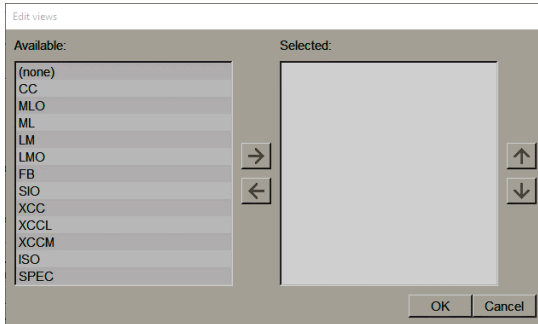 Edit views
Available:
Selected:
(none)
CC
MLO
ML
LM
LMO
FB
SIO
XCC
XCCL
XCCM
ISO
SPEC
OK
Cancel